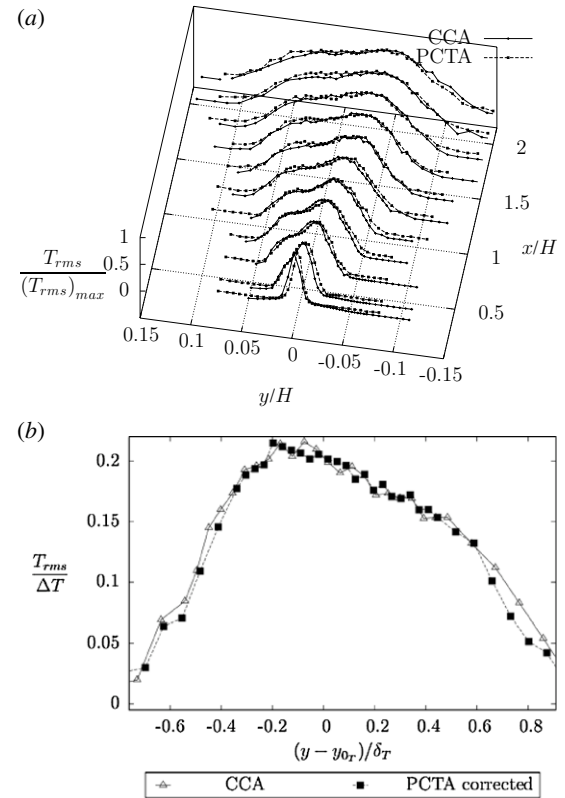 (a)
CCA
PCTA
2
1.5
x/H
1
0.5
T_rms
(T_rms)_max
1
0.5
0
0.15
0.1
0.05
0
-0.05
-0.1
-0.15
y/H
(b)
0.2
0.15
T_rms
ΔT
0.1
0.05
0
-0.6 -0.4 -0.2 0 0.2 0.4 0.6 0.8
(y − y_{0_T})/δ_T
CCA PCTA corrected